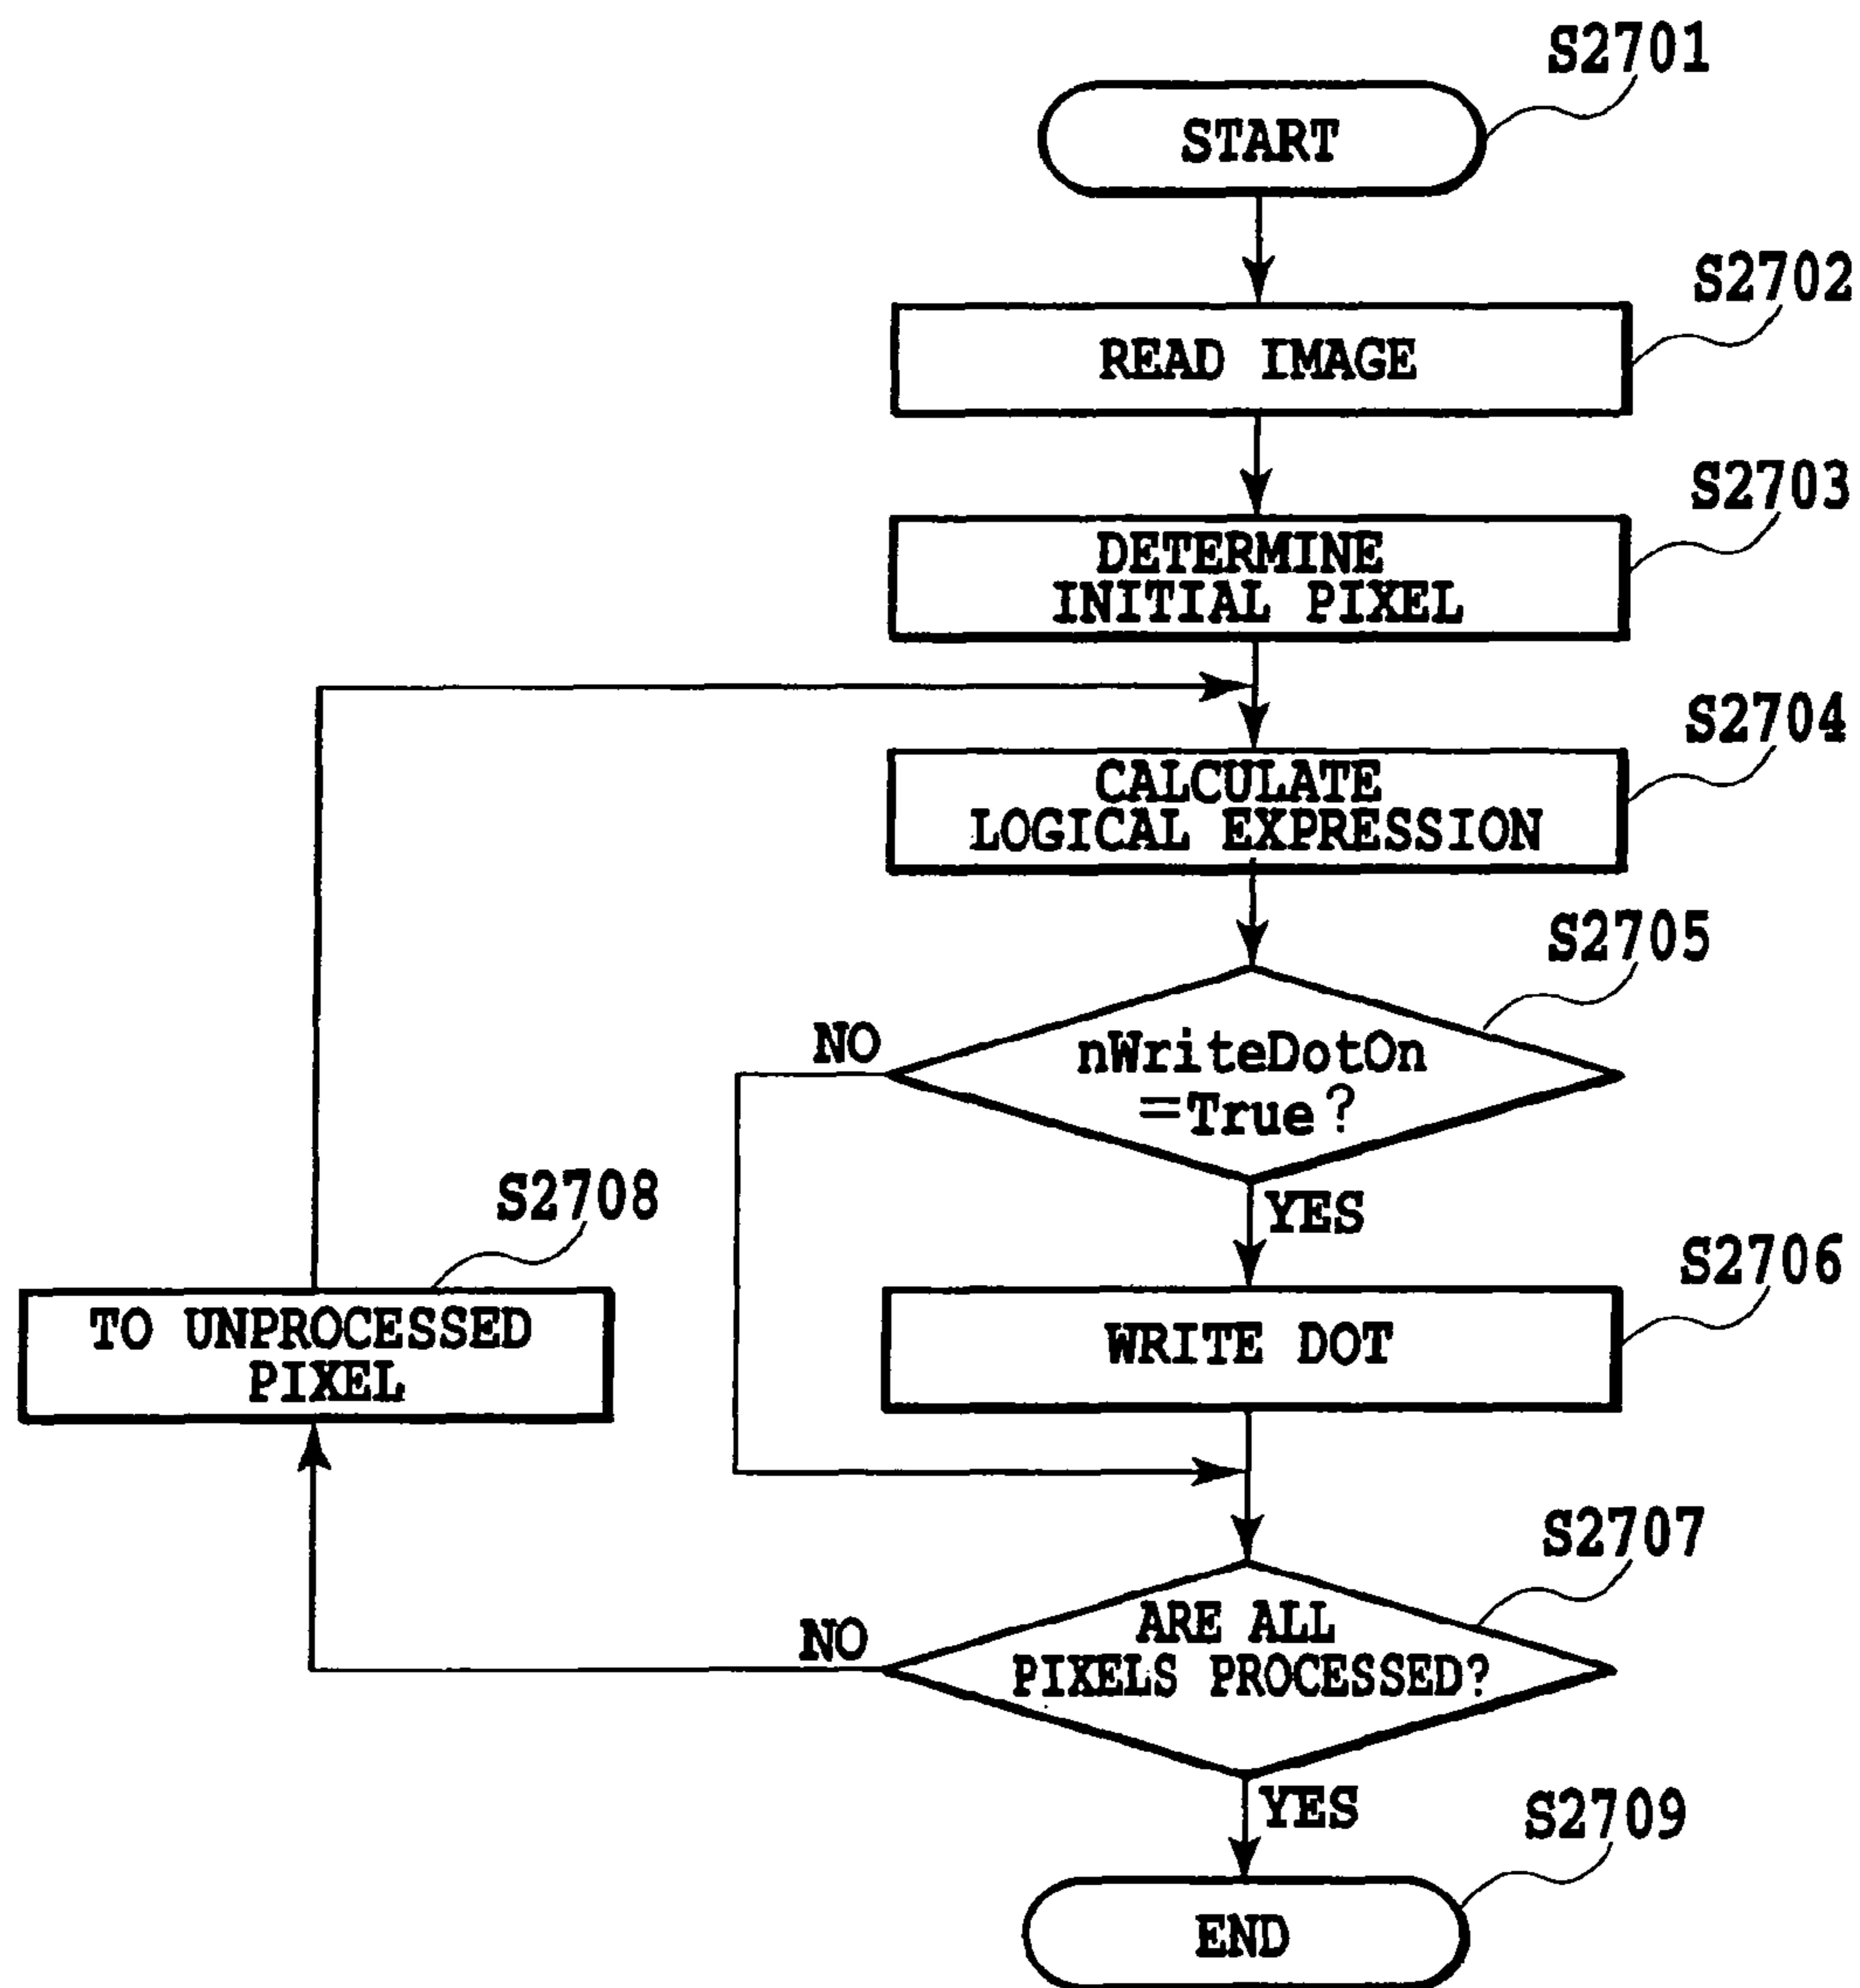 S2701
START
S2702
READ IMAGE
S2703
DETERMINE
INITIAL PIXEL
S2704
CALCULATE
LOGICAL EXPRESSION
S2705
NO
nWriteDotOn
=True?
YES
S2708
TO UNPROCESSED
PIXEL
S2706
WRITE DOT
S2707
NO
ARE ALL
PIXELS PROCESSED?
YES
S2709
END